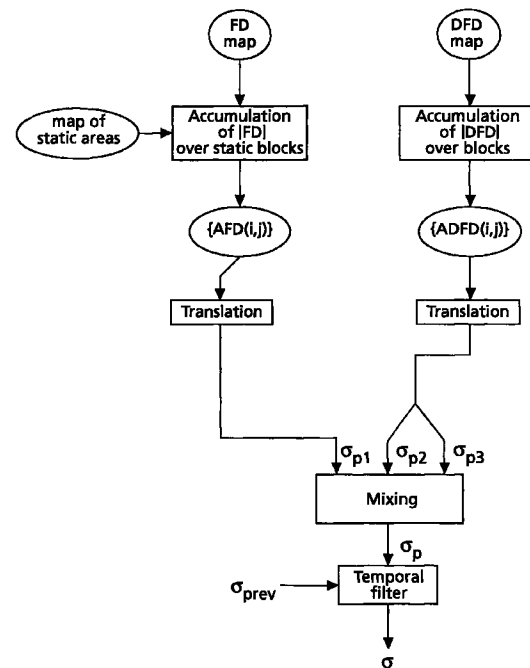 FD
map
DFD
map
map of
static areas
Accumulation
of |FD|
over static blocks
Accumulation
of |DFD|
over blocks
{AFD(i,j)}
{ADFD(i,j)}
Translation
Translation
σp1
σp2
σp3
Mixing
σp
σprev
Temporal
filter
σ